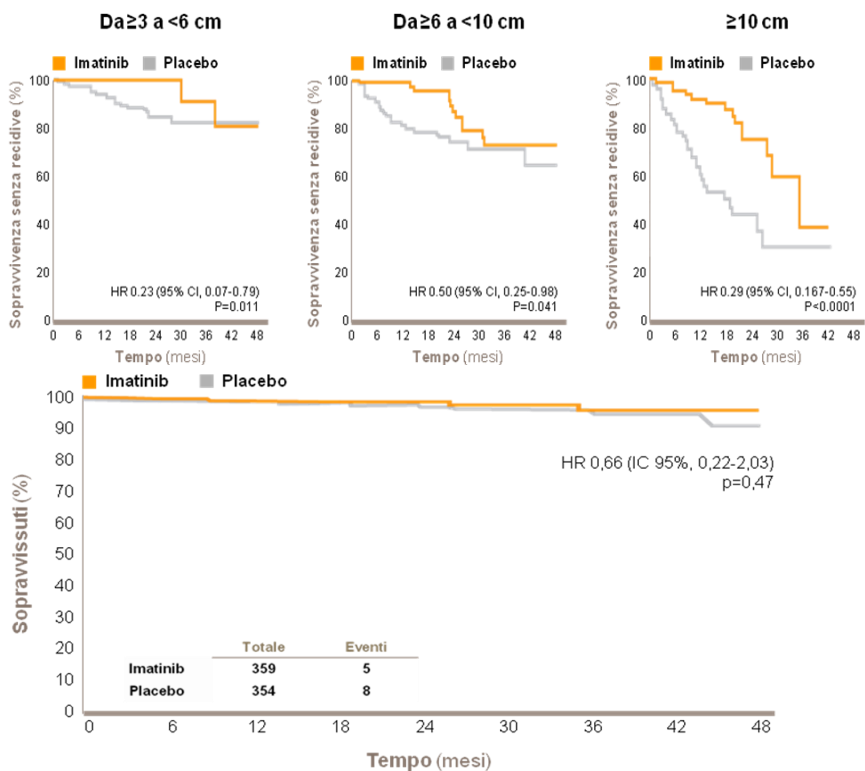 Da≥3 a <6 cm
Imatinib Placebo
Sopravvivenza senza recidive (%)
100
80
60
40
20
0
HR 0.23 (95% CI, 0.07-0.79)
P=0.011
0 6 12 18 24 30 36 42 48
Tempo (mesi)
Da≥6 a <10 cm
Imatinib Placebo
Sopravvivenza senza recidive (%)
100
80
60
40
20
0
HR 0.50 (95% CI, 0.25-0.98)
P=0.041
0 6 12 18 24 30 36 42 48
Tempo (mesi)
≥10 cm
Imatinib Placebo
Sopravvivenza senza recidive (%)
100
80
60
40
20
0
HR 0.29 (95% CI, 0.167-0.55)
P<0.0001
0 6 12 18 24 30 36 42 48
Tempo (mesi)
Imatinib Placebo
Sopravvissuti (%)
100
90
80
70
60
50
40
30
20
10
0
HR 0,66 (IC 95%, 0,22-2,03)
p=0,47
Totale Eventi
Imatinib 359 5
Placebo 354 8
0 6 12 18 24 30 36 42 48
Tempo (mesi)